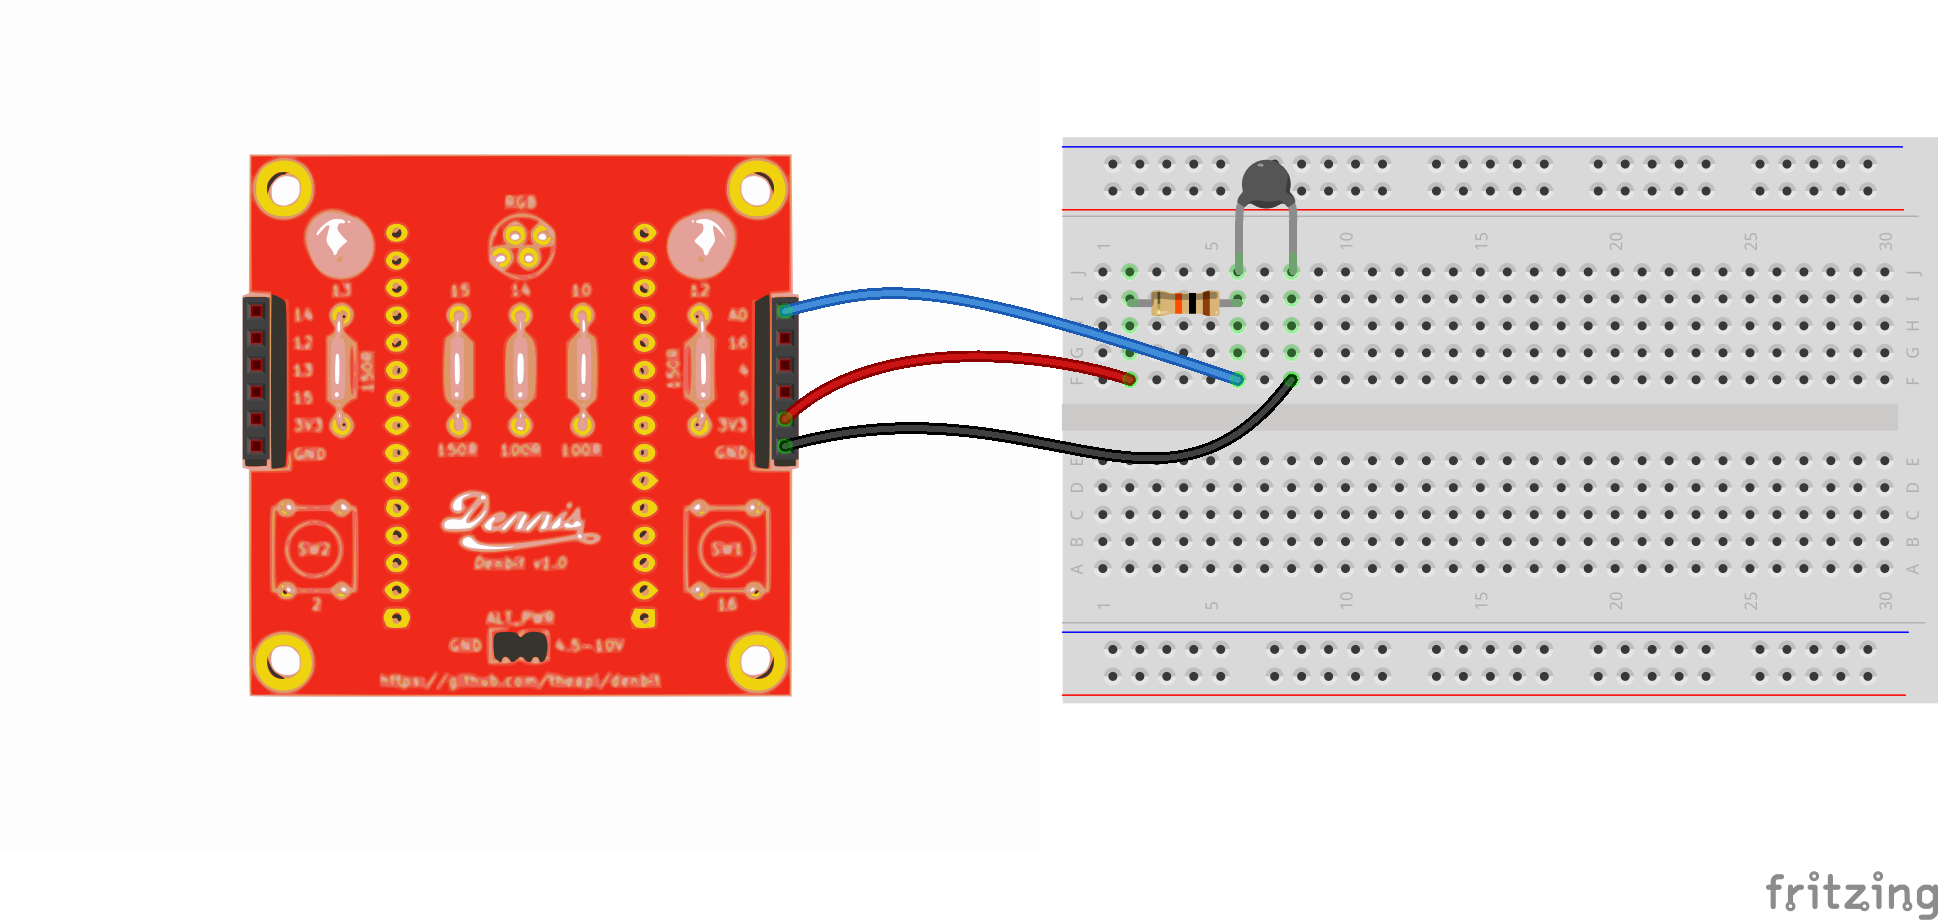 RGB
13
15
14
10
12
14
12
13
15
3V3
GND
150R
150R
A0
16
4
5
3V3
GND
150R
100R
100R
Dennis
Denbit v1.0
SW2
2
SW1
16
ALT_PWR
GND
4.5-10V
https://github.com/theapi/denbit
1
5
10
15
20
25
30
J
I
H
G
F
E
D
C
B
A
J
I
G
F
E
D
C
B
A
1
5
10
15
20
25
30
fritzing